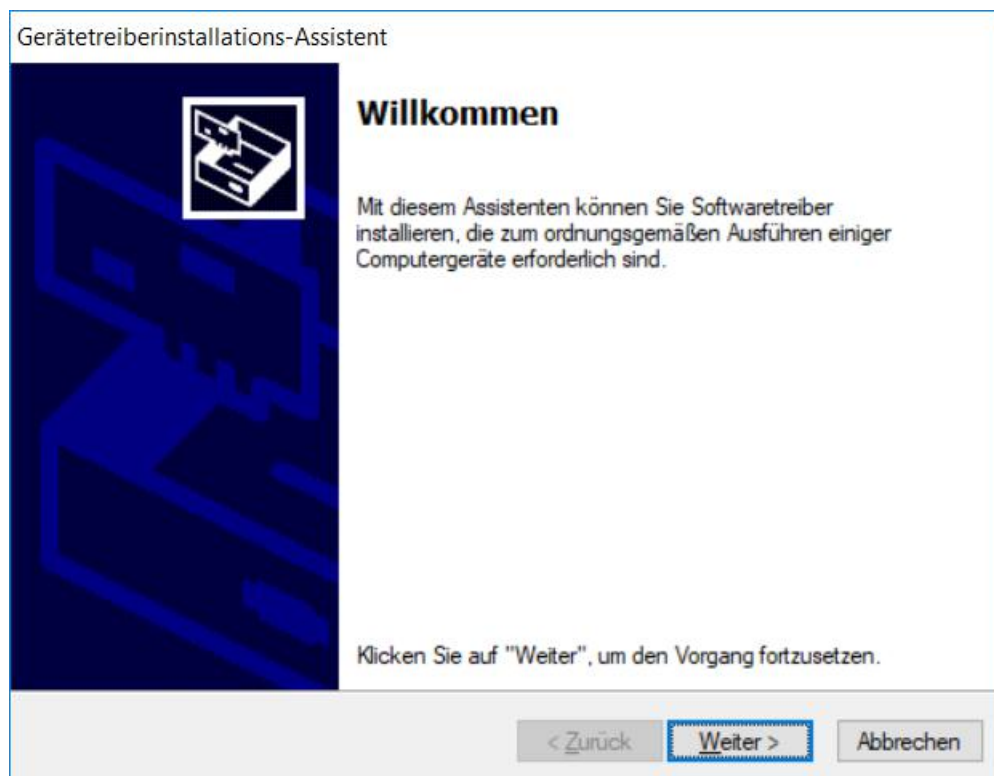 Gerätetreiberinstallations-Assistent
Willkommen
Mit diesem Assistenten können Sie Softwaretreiber
installieren, die zum ordnungsgemäßen Ausführen einiger
Computergeräte erforderlich sind.
Klicken Sie auf "Weiter", um den Vorgang fortzusetzen.
< Zurück
Weiter >
Abbrechen